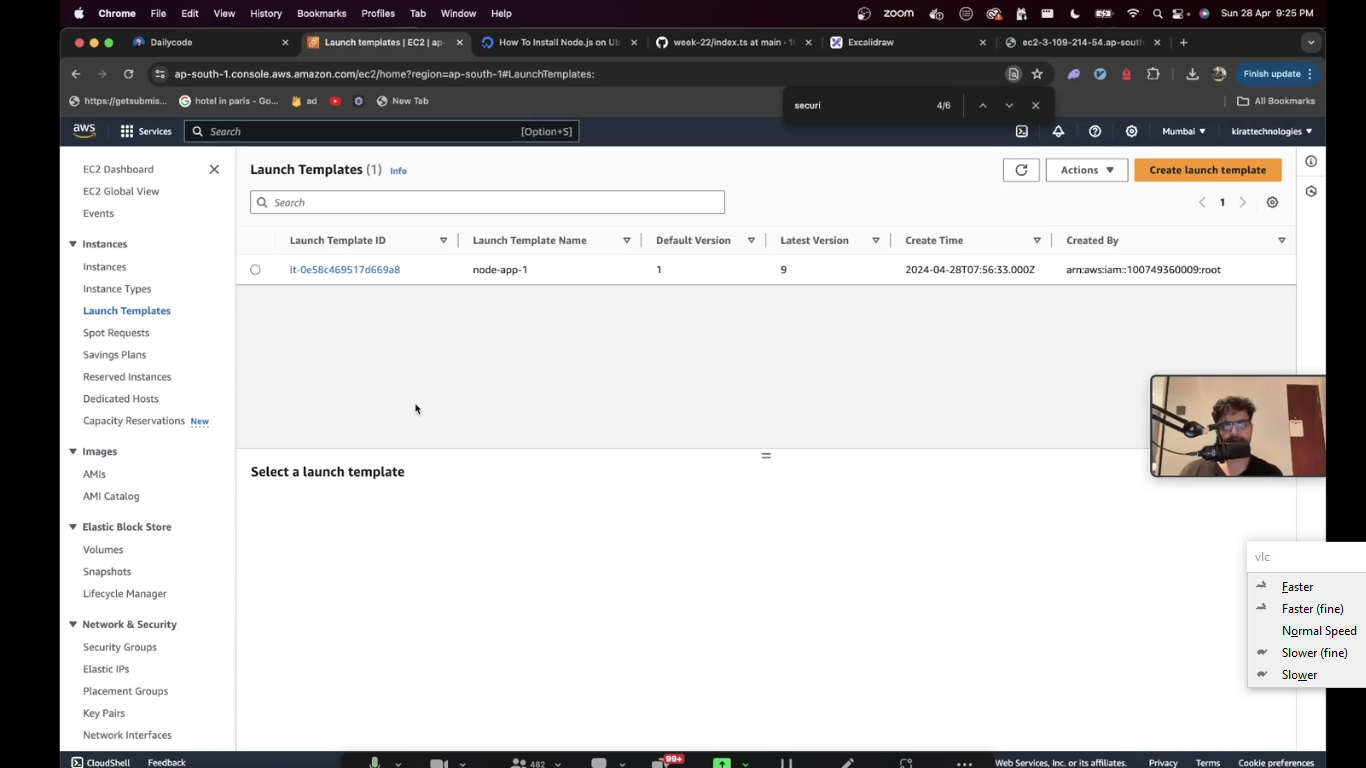 Chrome File Edit View History Bookmarks Profiles Tab Window Help
zoom
Sun 28 Apr 9:25 PM
Dailycode
Launch templates | EC2 | ap-
How To Install Node.js on Ub
week-22/index.ts at main · 1
Excalidraw
ec2-3-109-214-54.ap-south
ap-south-1.console.aws.amazon.com/ec2/home?region=ap-south-1#LaunchTemplates:
Finish update
https://getsubmis...
hotel in paris - Go...
ad
New Tab
securi 4/6
All Bookmarks
aws
Services
Search [Option+S]
Mumbai ▼
kirattechnologies ▼
EC2 Dashboard
EC2 Global View
Events
Instances
Instances
Instance Types
Launch Templates
Spot Requests
Savings Plans
Reserved Instances
Dedicated Hosts
Capacity Reservations New
Images
AMIs
AMI Catalog
Elastic Block Store
Volumes
Snapshots
Lifecycle Manager
Network & Security
Security Groups
Elastic IPs
Placement Groups
Key Pairs
Network Interfaces
Launch Templates (1) Info
Actions ▼
Create launch template
Search
1
Launch Template ID Launch Template Name Default Version Latest Version Create Time Created By
lt-0e58c469517d669a8 node-app-1 1 9 2024-04-28T07:56:33.000Z arn:aws:iam::100749360009:root
Select a launch template
vlc
Faster
Faster (fine)
Normal Speed
Slower (fine)
Slower
CloudShell Feedback
482
99+
Web Services, Inc. or its affiliates. Privacy Terms Cookie preferences